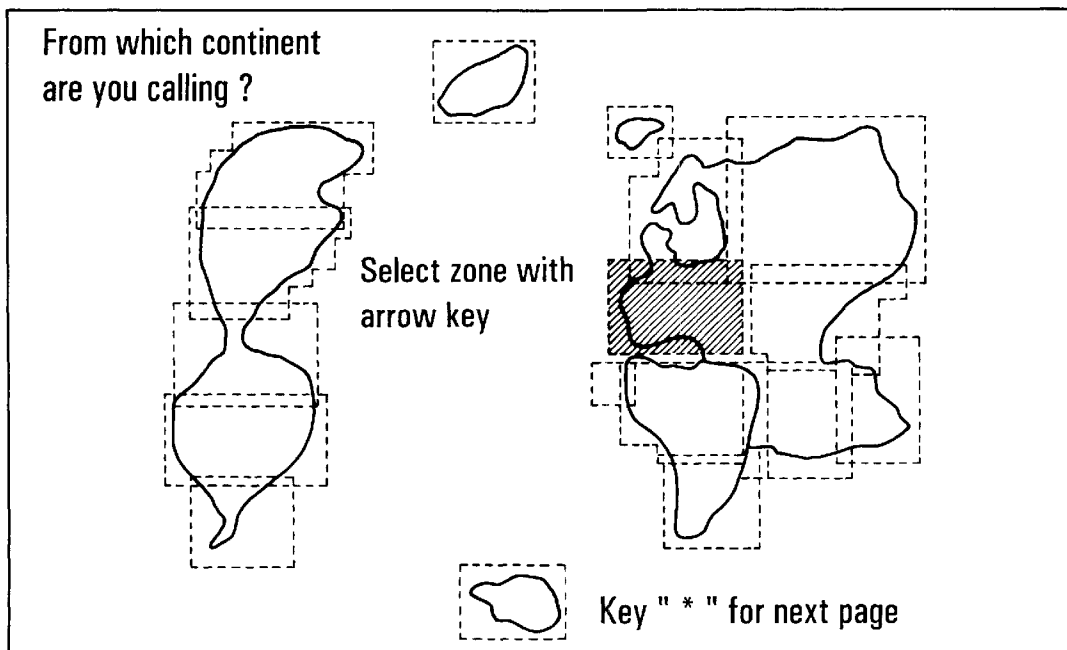 From which continent
are you calling ?
Select zone with
arrow key
Key " * " for next page